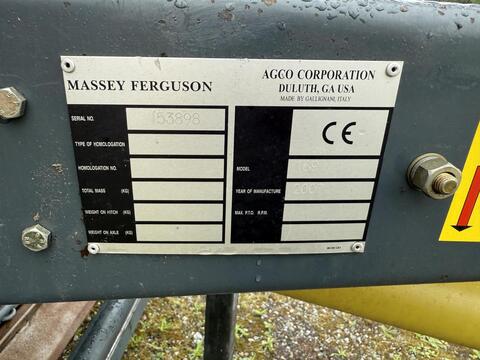 MASSEY FERGUSON
SERIAL NO.
153898
TYPE OF HOMOLOGATION
HOMOLOGATION NO.
TOTAL MASS (KG)
WEIGHT ON HITCH (KG)
WEIGHT ON AXLE (KG)
AGCO CORPORATION
DULUTH, GA USA
MADE BY GALLIGNANI, ITALY
CE
MODEL
YEAR OF MANUFACTURE
MAX. P.T.O. R.P.M.